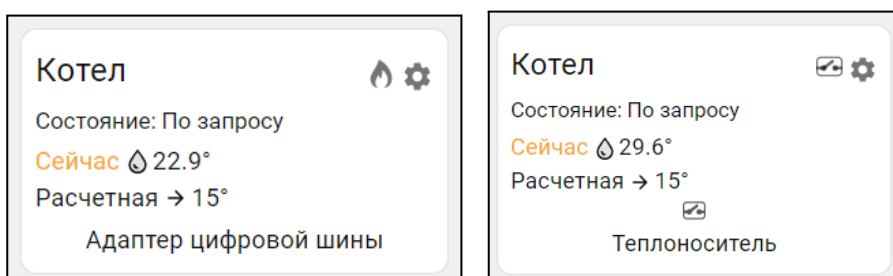 Котел
Состояние: По запросу
Сейчас 22.9°
Расчетная → 15°
Адаптер цифровой шины
Котел
Состояние: По запросу
Сейчас 29.6°
Расчетная → 15°
Теплоноситель